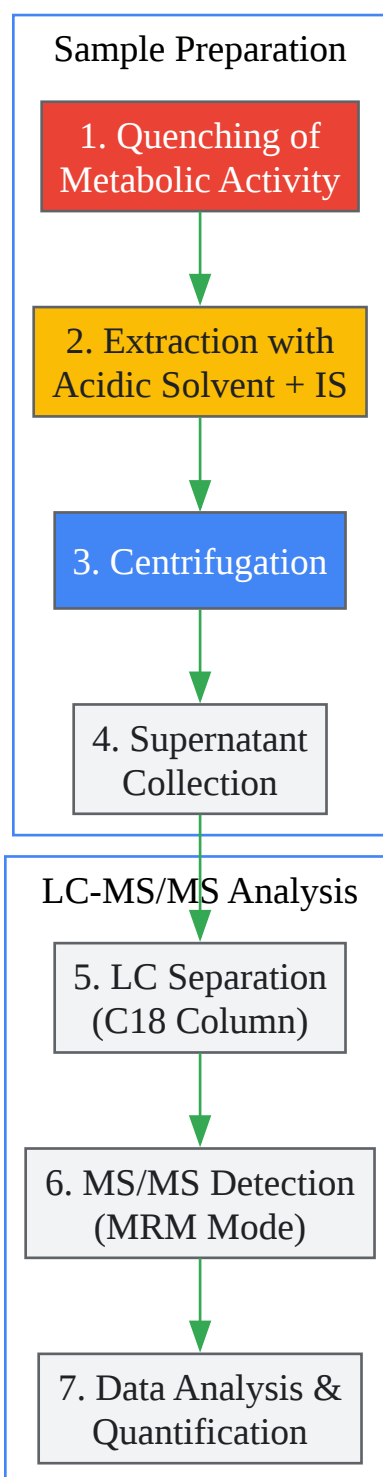 Sample Preparation
1. Quenching of
Metabolic Activity
2. Extraction with
Acidic Solvent + IS
3. Centrifugation
4. Supernatant
Collection
LC-MS/MS Analysis
5. LC Separation
(C18 Column)
6. MS/MS Detection
(MRM Mode)
7. Data Analysis &
Quantification